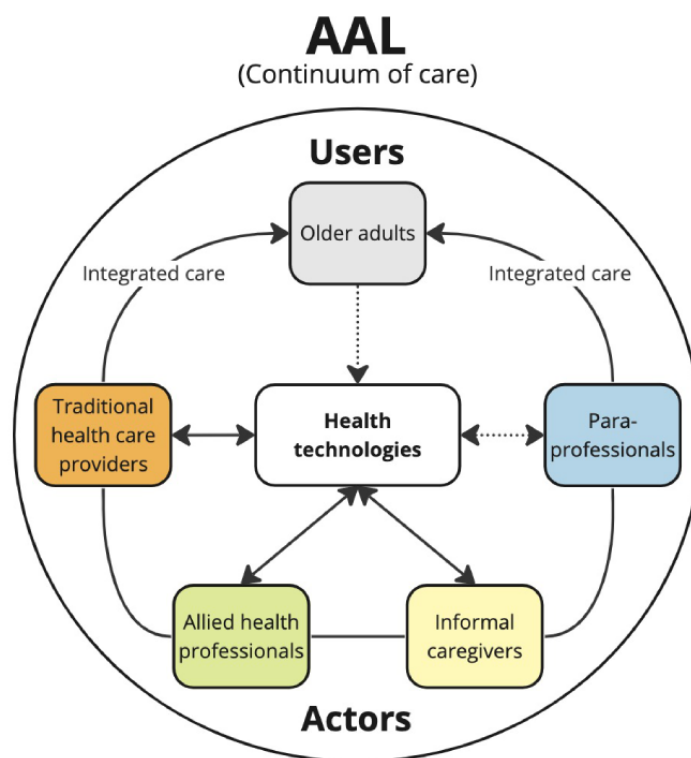 AAL
(Continuum of care)
Users
Older adults
Integrated care
Integrated care
Traditional
health care
providers
Health
technologies
Para-
professionals
Allied health
professionals
Informal
caregivers
Actors